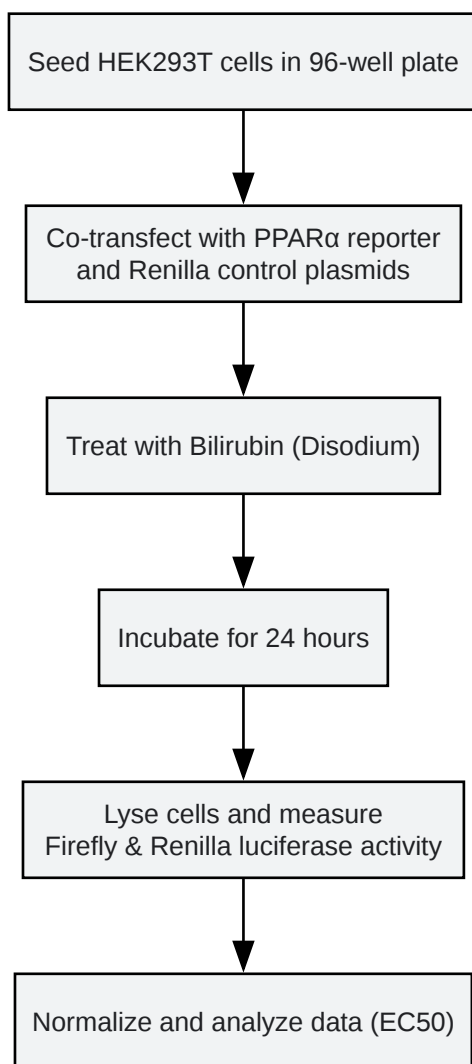 Seed HEK293T cells in 96-well plate
Co-transfect with PPARα reporter
and Renilla control plasmids
Treat with Bilirubin (Disodium)
Incubate for 24 hours
Lyse cells and measure
Firefly & Renilla luciferase activity
Normalize and analyze data (EC50)